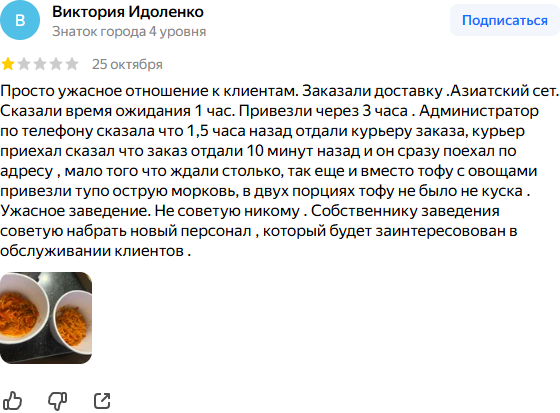 В
Виктория Идоленко
Знаток города 4 уровня
Подписаться
25 октября
Просто ужасное отношение к клиентам. Заказали доставку .Азиатский сет.
Сказали время ожидания 1 час. Привезли через 3 часа . Администратор
по телефону сказала что 1,5 часа назад отдали курьеру заказа, курьер
приехал сказал что заказ отдали 10 минут назад и он сразу поехал по
адресу , мало того что ждали столько, так еще и вместо тофу с овощами
привезли тупо острую морковь, в двух порциях тофу не было не куска .
Ужасное заведение. Не советую никому . Собственнику заведения
советую набрать новый персонал , который будет заинтересовован в
обслуживании клиентов .